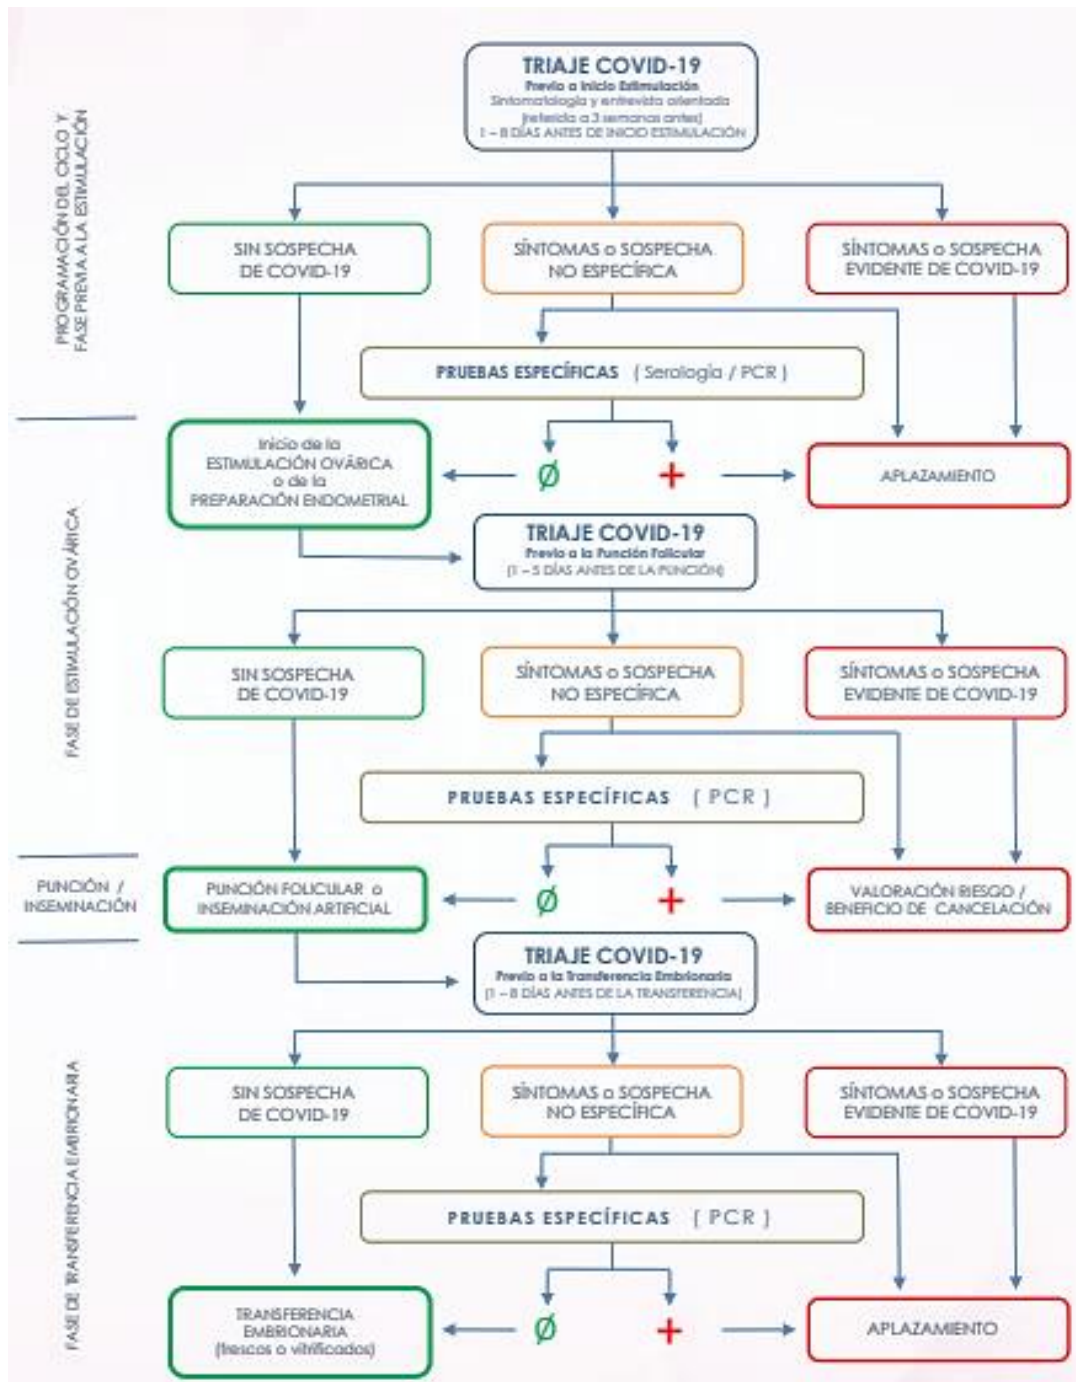 TRIAJE COVID-19
Previo a Inicio Estimulación
Sintomatología y entrevista orientada
(referida a 3 semanas antes)
1 – 8 DÍAS ANTES DE INICIO ESTIMULACIÓN
PROGRAMACIÓN DEL CICLO Y
FASE PREVIA A LA ESTIMULACIÓN
SIN SOSPECHA
DE COVID-19
SÍNTOMAS o SOSPECHA
NO ESPECÍFICA
SÍNTOMAS o SOSPECHA
EVIDENTE DE COVID-19
PRUEBAS ESPECÍFICAS ( Serología / PCR )
Inicio de la
ESTIMULACIÓN OVÁRICA
o de la
PREPARACIÓN ENDOMETRIAL
Ø
+
APLAZAMIENTO
FASE DE ESTIMULACIÓN OVÁRICA
TRIAJE COVID-19
Previo a la Punción Folicular
(1 – 5 DÍAS ANTES DE LA PUNCIÓN)
SIN SOSPECHA
DE COVID-19
SÍNTOMAS o SOSPECHA
NO ESPECÍFICA
SÍNTOMAS o SOSPECHA
EVIDENTE DE COVID-19
PRUEBAS ESPECÍFICAS ( PCR )
PUNCIÓN /
INSEMINACIÓN
PUNCIÓN FOLICULAR o
INSEMINACIÓN ARTIFICIAL
Ø
+
VALORACIÓN RIESGO /
BENEFICIO DE CANCELACIÓN
TRIAJE COVID-19
Previo a la Transferencia Embrionaria
(1 – 8 DÍAS ANTES DE LA TRANSFERENCIA)
FASE DE TRANSFERENCIA EMBRIONARIA
SIN SOSPECHA
DE COVID-19
SÍNTOMAS o SOSPECHA
NO ESPECÍFICA
SÍNTOMAS o SOSPECHA
EVIDENTE DE COVID-19
PRUEBAS ESPECÍFICAS ( PCR )
TRANSFERENCIA
EMBRIONARIA
(frescos o vitrificados)
Ø
+
APLAZAMIENTO